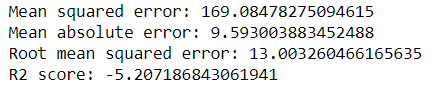 Mean squared error: 169.08478275094615
Mean absolute error: 9.593003883452488
Root mean squared error: 13.003260466165635
R2 score: -5.207186843061941